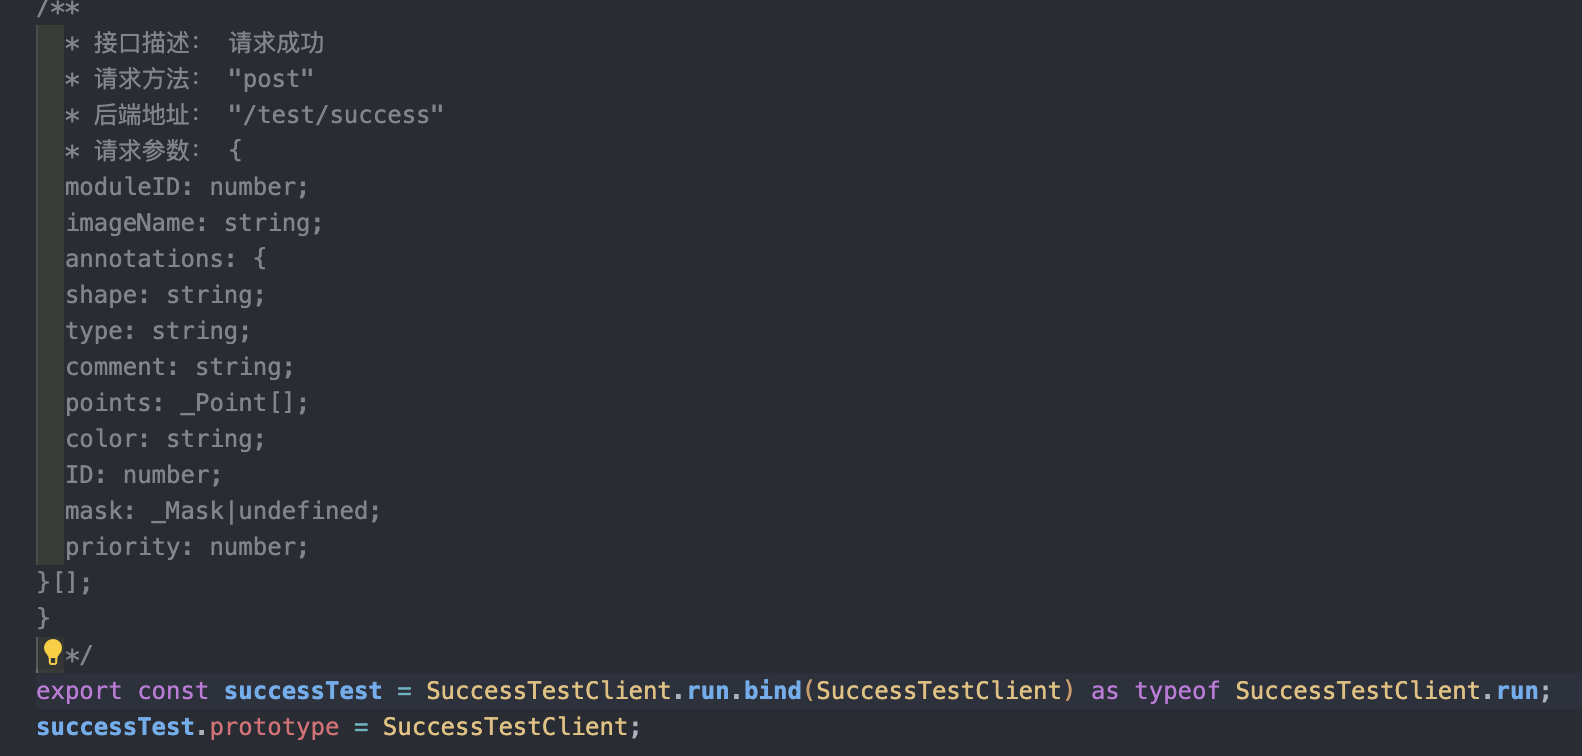 /**
* 接口描述： 请求成功
* 请求方法： "post"
* 后端地址： "/test/success"
* 请求参数： {
moduleID: number;
imageName: string;
annotations: {
shape: string;
type: string;
comment: string;
points: _Point[];
color: string;
ID: number;
mask: _Mask|undefined;
priority: number;
}[];
}
*/
export const successTest = SuccessTestClient.run.bind(SuccessTestClient) as typeof SuccessTestClient.run;
successTest.prototype = SuccessTestClient;